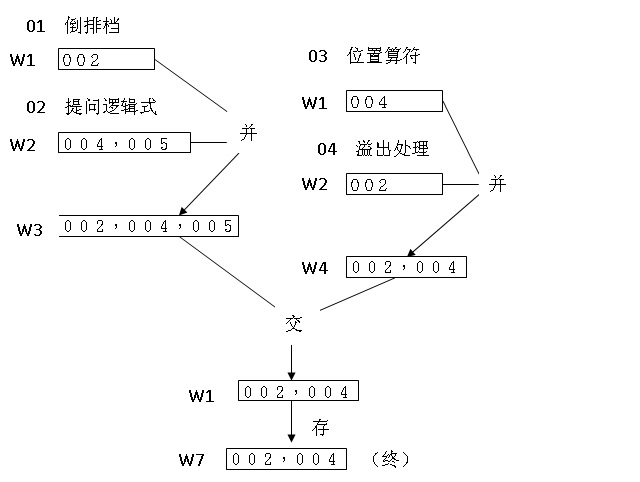 01 倒排档
W1 002
02 提问逻辑式
W2 004，005
并
W3 002，004，005
03 位置算符
W1 004
04 溢出处理
W2 002
并
W4 002，004
交
W1 002，004
存
W7 002，004 （终）